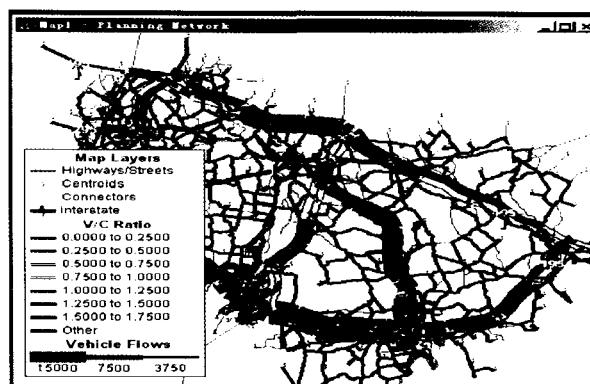 Map1 - Planning Network
Map Layers
Highways/Streets
Centroids
Connectors
Interstate
V/C Ratio
0.0000 to 0.2500
0.2500 to 0.5000
0.5000 to 0.7500
0.7500 to 1.0000
1.0000 to 1.2500
1.2500 to 1.5000
1.5000 to 1.7500
Other
Vehicle Flows
15000 7500 3750